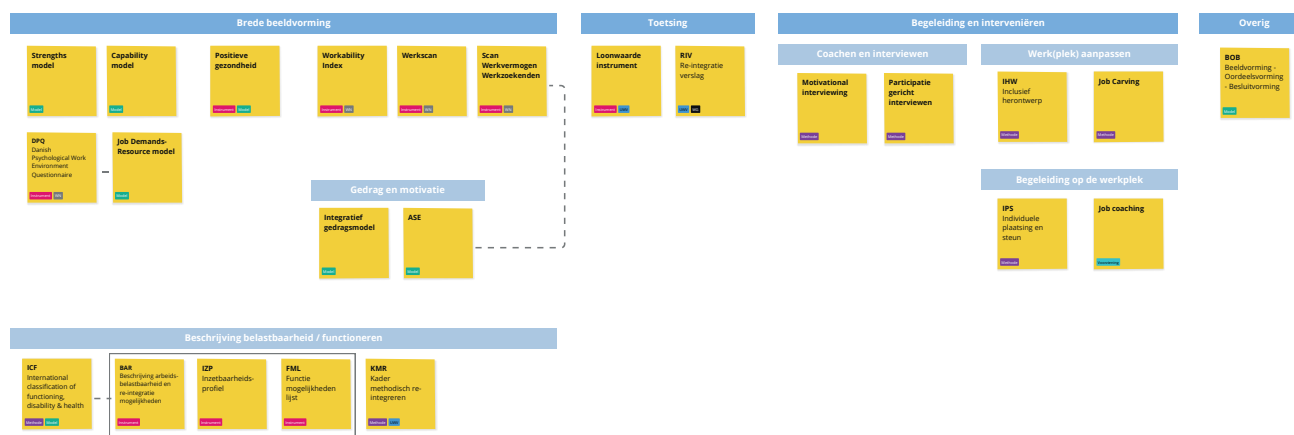 Brede beeldvorming
Toetsing
Begeleiding en interveniëren
Overig
Coachen en interviewen
Werk(plek) aanpassen
Strengths
model
Model
Capability
model
Model
Positieve
gezondheid
Instrument Model
Workability
Index
Instrument
Werkscan
Instrument
Scan
Werkvermogen
Werkzoekenden
Instrument
Loonwaarde
instrument
Instrument
RIV
Re-integratie
verslag
Motivational
interviewing
Methode
Participatie
gericht
interviewen
Methode
IHW
Inclusief
herontwerp
Methode
Job Carving
Methode
BOB
Beeldvorming -
Oordeelsvorming
- Besluitvorming
Model
DPQ
Danish
Psychological Work
Environment
Questionnaire
Instrument
Job Demands-
Resource model
Model
Gedrag en motivatie
Begeleiding op de werkplek
Integratief
gedragsmodel
Model
ASE
Model
IPS
Individuele
plaatsing en
steun
Methode
Job coaching
Voorziening
Beschrijving belastbaarheid / functioneren
ICF
International
classification of
functioning,
disability & health
Methode Model
BAR
Beschrijving arbeids-
belastbaarheid en
re-integratie
mogelijkheden
Instrument
IZP
Inzetbaarheids-
profiel
Instrument
FML
Functie
mogelijkheden
lijst
Instrument
KMR
Kader
methodisch re-
integreren
Methode